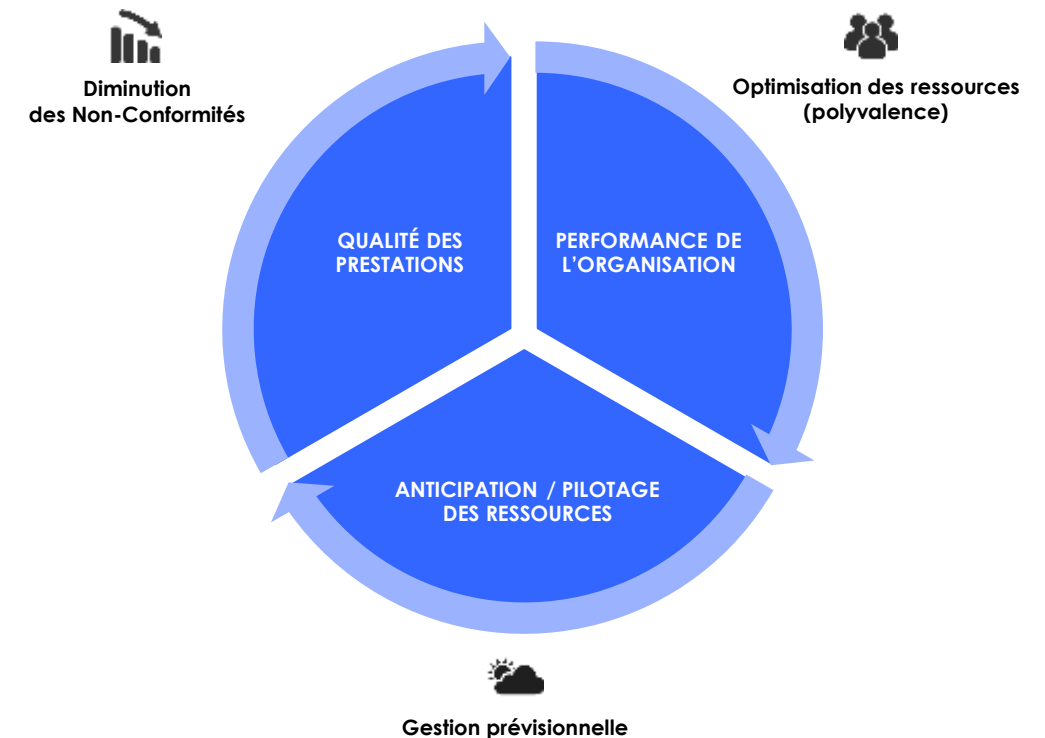 Diminution
des Non-Conformités
Optimisation des ressources
(polyvalence)
QUALITÉ DES
PRESTATIONS
PERFORMANCE DE
L'ORGANISATION
ANTICIPATION / PILOTAGE
DES RESSOURCES
Gestion prévisionnelle